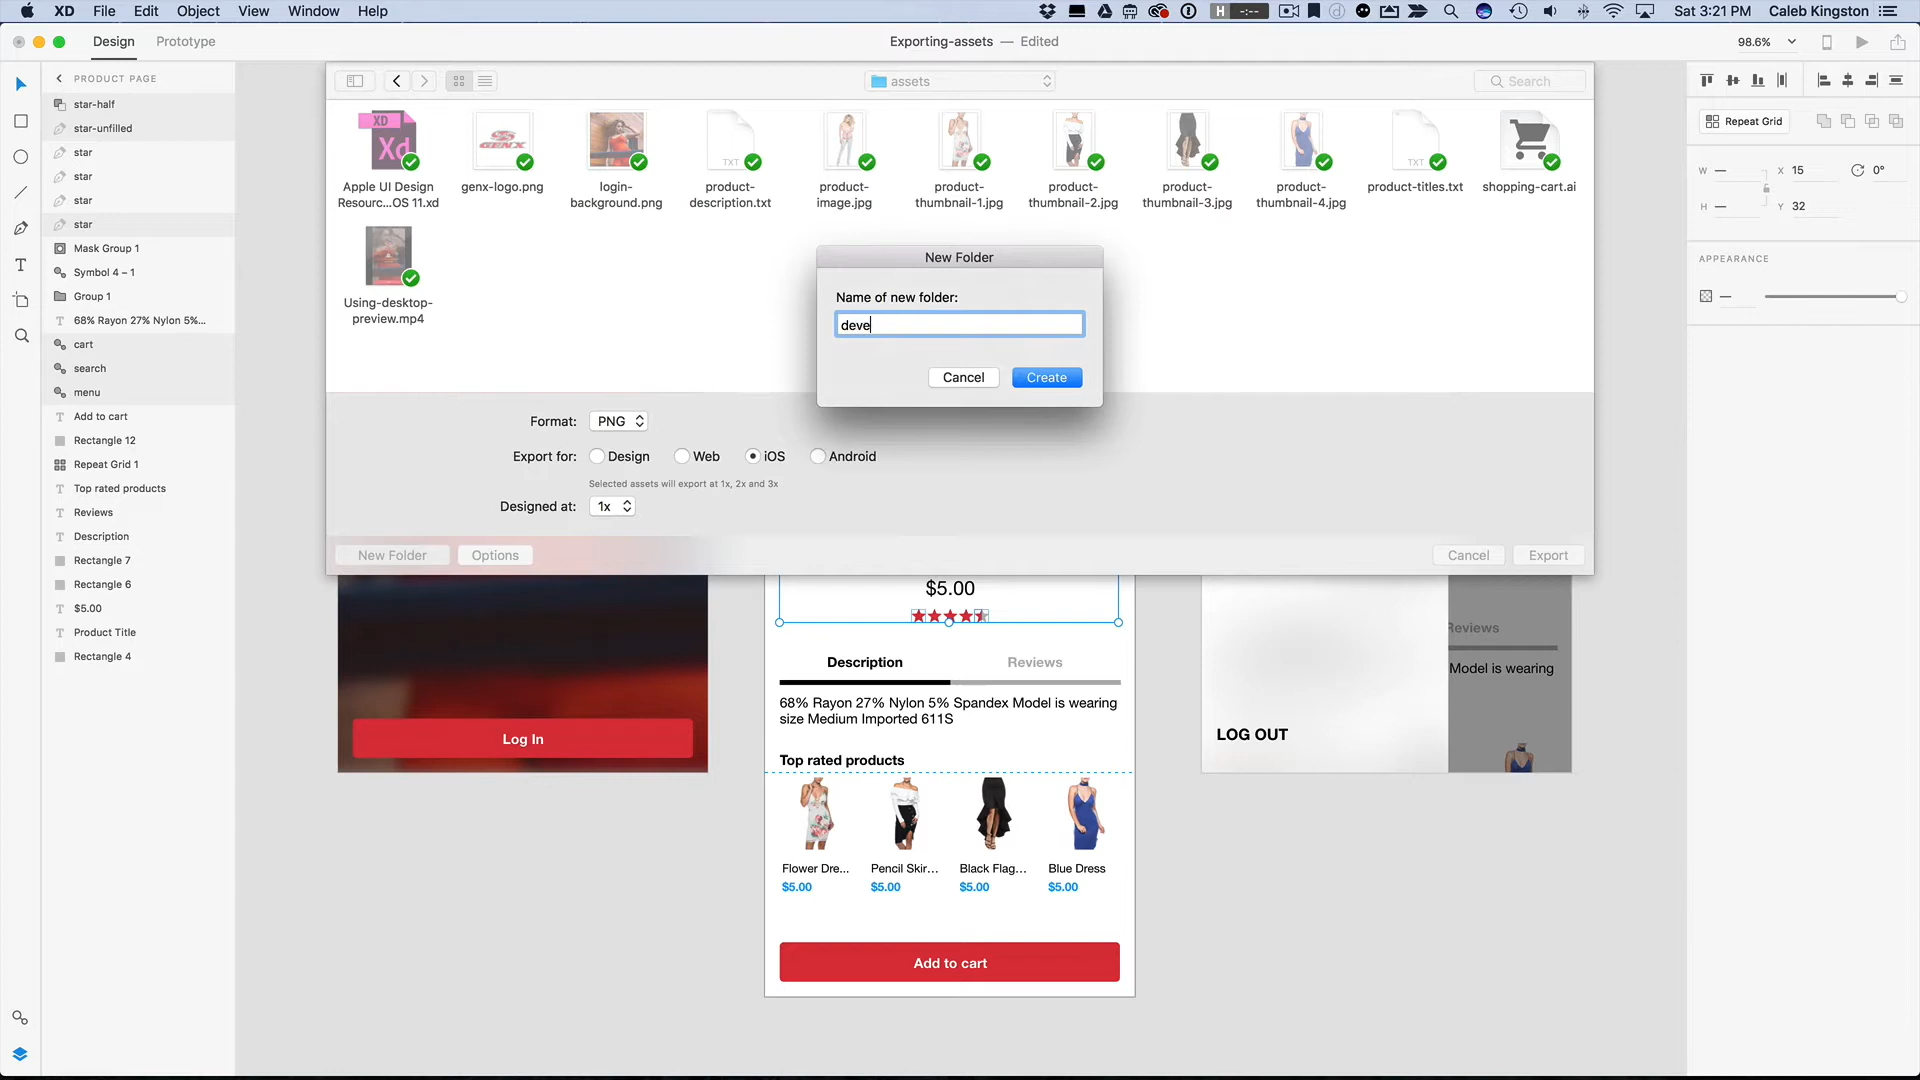 XD File Edit Object View Window Help
H -:-- Sat 3:21 PM Caleb Kingston
Design Prototype
Exporting-assets — Edited
98.6%
PRODUCT PAGE
star-half
star-unfilled
star
star
star
star
Mask Group 1
Symbol 4 – 1
Group 1
T 68% Rayon 27% Nylon 5%...
cart
search
menu
T Add to cart
Rectangle 12
Repeat Grid 1
T Top rated products
T Reviews
T Description
Rectangle 7
Rectangle 6
T $5.00
T Product Title
Rectangle 4
assets
Search
XD
Xd
GENX
TXT
TXT
Apple UI Design
Resourc...OS 11.xd
genx-logo.png
login-
background.png
product-
description.txt
product-
image.jpg
product-
thumbnail-1.jpg
product-
thumbnail-2.jpg
product-
thumbnail-3.jpg
product-
thumbnail-4.jpg
product-titles.txt
shopping-cart.ai
Using-desktop-
preview.mp4
New Folder
Name of new folder:
deve
Cancel Create
Format: PNG
Export for: Design Web iOS Android
Selected assets will export at 1x, 2x and 3x
Designed at: 1x
New Folder Options
Cancel Export
Log In
$5.00
Description Reviews
68% Rayon 27% Nylon 5% Spandex Model is wearing
size Medium Imported 611S
Top rated products
Flower Dre... Pencil Skir... Black Flag... Blue Dress
$5.00 $5.00 $5.00 $5.00
Add to cart
Reviews
Model is wearing
LOG OUT
Repeat Grid
W — X 15 0°
H — Y 32
APPEARANCE
—
T